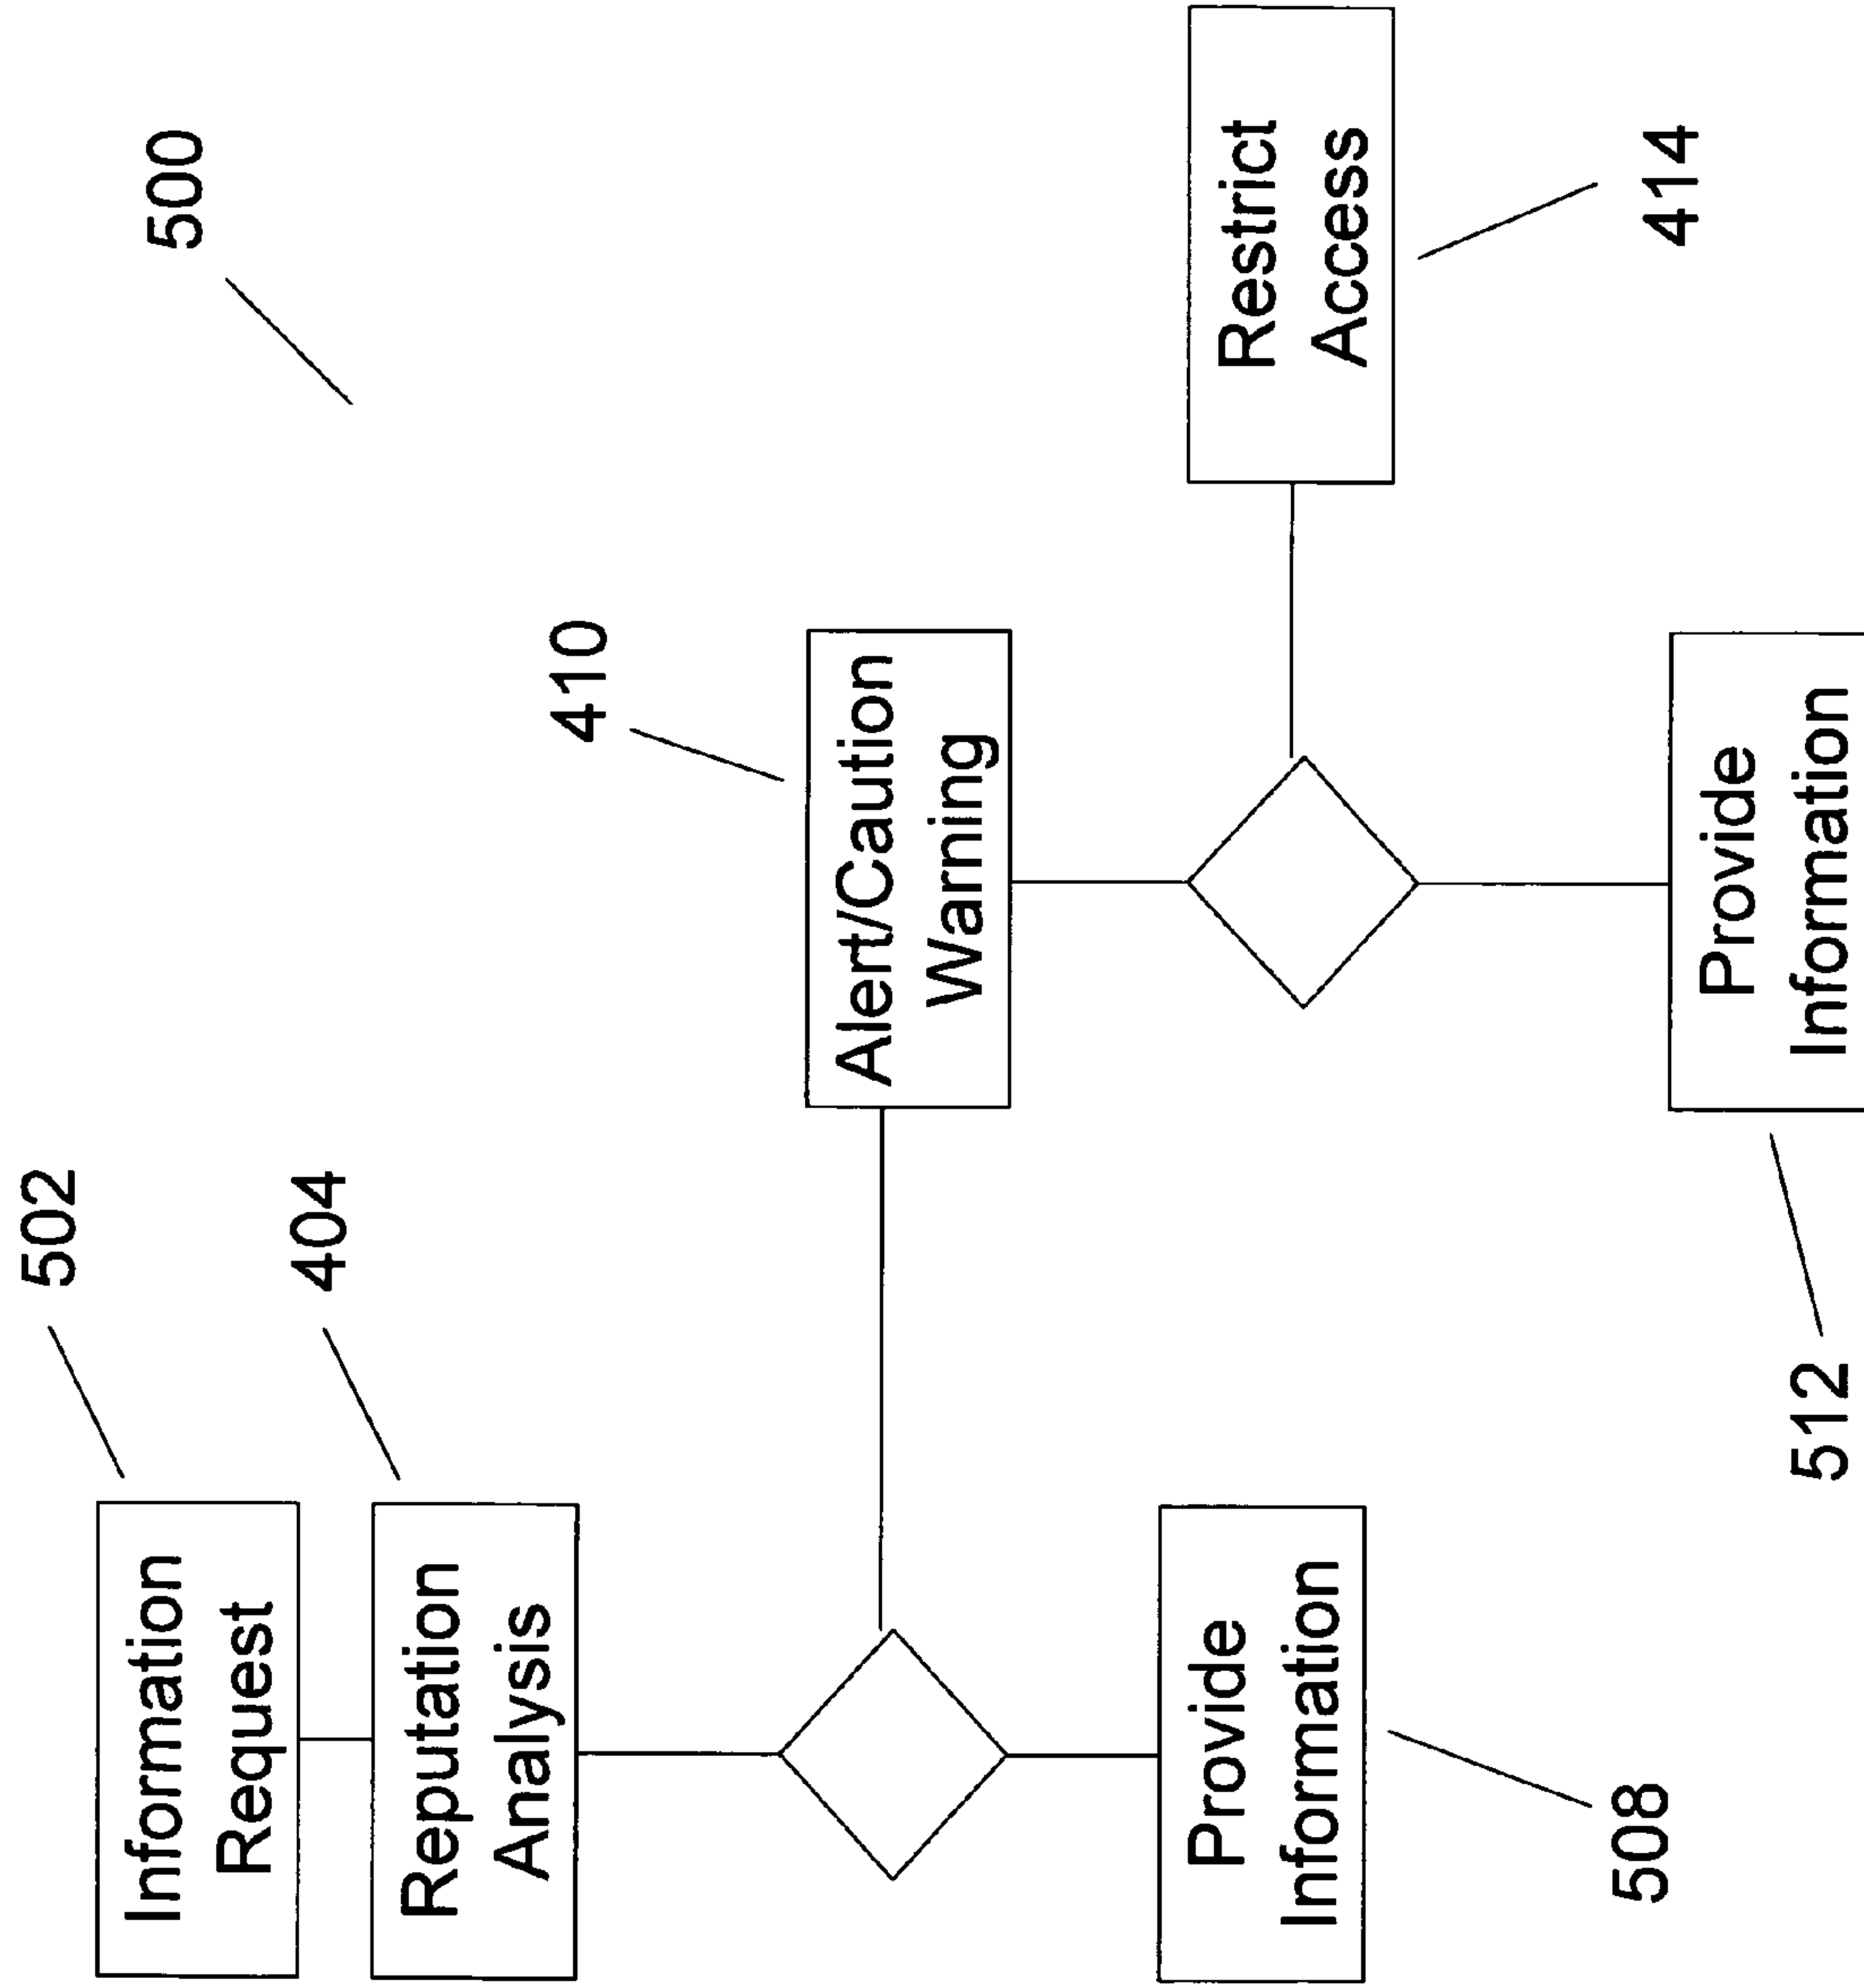 500
502
Information
Request
404
Reputation
Analysis
410
Alert/Caution
Warning
508
Provide
Information
Restrict
Access
414
512
Provide
Information